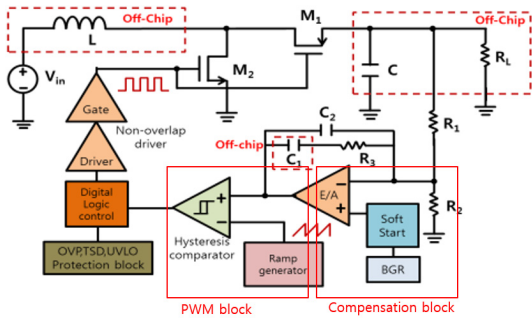 Off-Chip
L
M1
Off-Chip
Vin
M2
C
RL
Gate
Non-overlap
driver
C2
R1
Off-chip
C1
R3
Driver
E/A
R2
Digital
Logic
control
Hysteresis
comparator
Soft
Start
OVP,TSD,UVLO
Protection block
Ramp
generator
BGR
PWM block
Compensation block